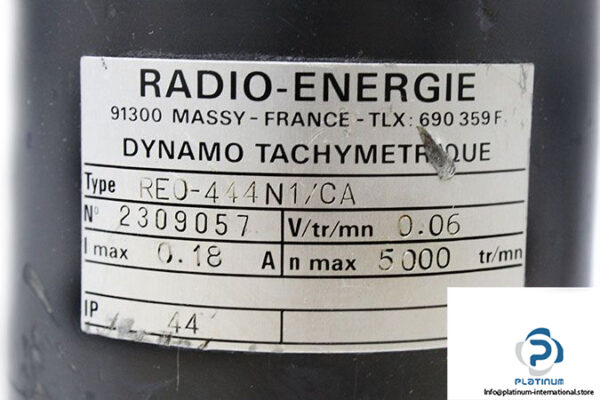 RADIO-ENERGIE
91300 MASSY - FRANCE - TLX: 690 359 F.
DYNAMO TACHYMETRIQUE
Type REO-444N1/CA
N° 2309057 V/tr/mn 0.06
I max 0.18 A n max 5000 tr/mn
IP 44
PLATINUM
Info@platinum-international.store